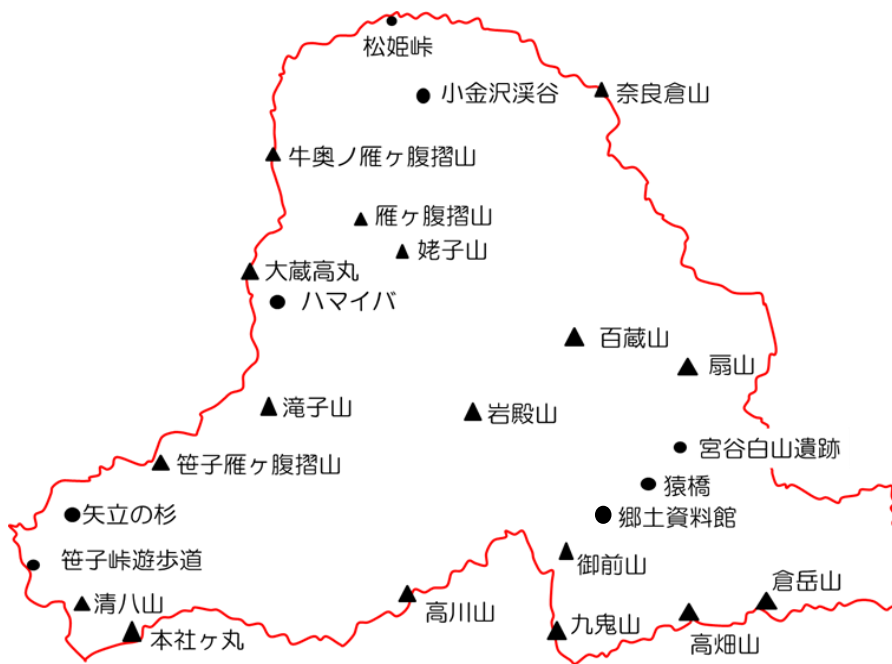 松姫峠
小金沢渓谷
奈良倉山
牛奥ノ雁ヶ腹摺山
雁ヶ腹摺山
姥子山
大蔵高丸
ハマイバ
百蔵山
扇山
滝子山
岩殿山
宮谷白山遺跡
笹子雁ヶ腹摺山
猿橋
矢立の杉
郷土資料館
笹子峠遊歩道
御前山
清八山
高川山
倉岳山
本社ヶ丸
九鬼山
高畑山